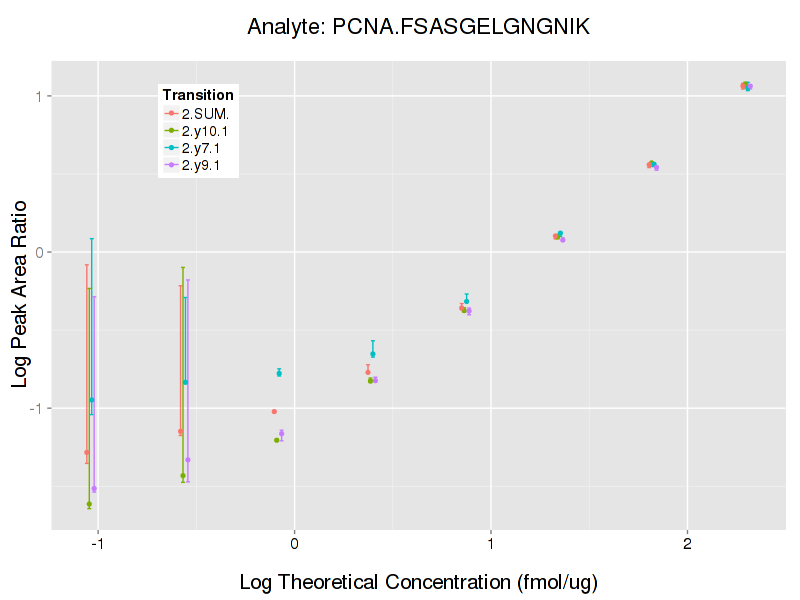 Analyte: PCNA.FSASGELGNGNIK
Transition
2.SUM.
2.y10.1
2.y7.1
2.y9.1
Log Peak Area Ratio
1
0
-1
-1
0
1
2
Log Theoretical Concentration (fmol/ug)